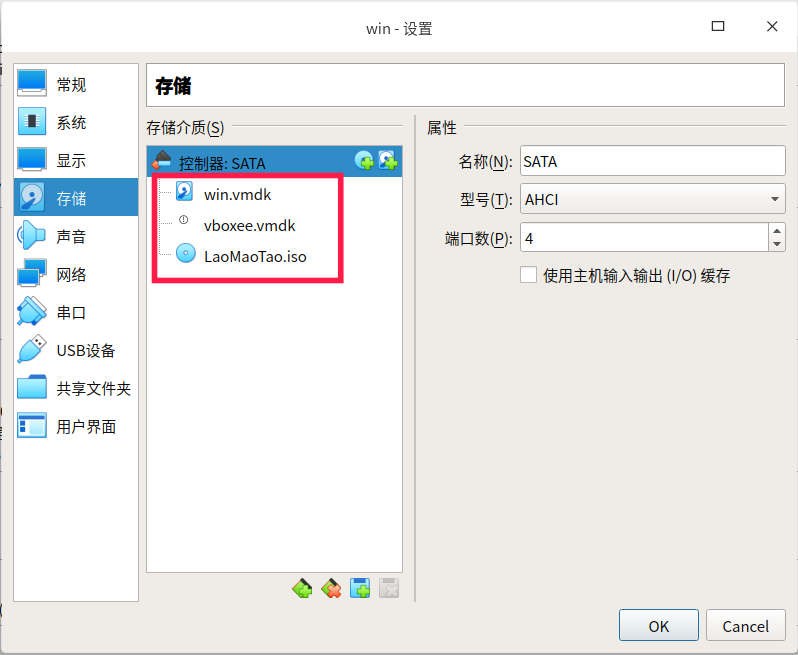 win - 设置
常规
系统
显示
存储
声音
网络
串口
USB设备
共享文件夹
用户界面
存储
存储介质(S)
控制器: SATA
win.vmdk
vboxee.vmdk
LaoMaoTao.iso
属性
名称(N): SATA
型号(T): AHCI
端口数(P): 4
使用主机输入输出 (I/O) 缓存
OK Cancel